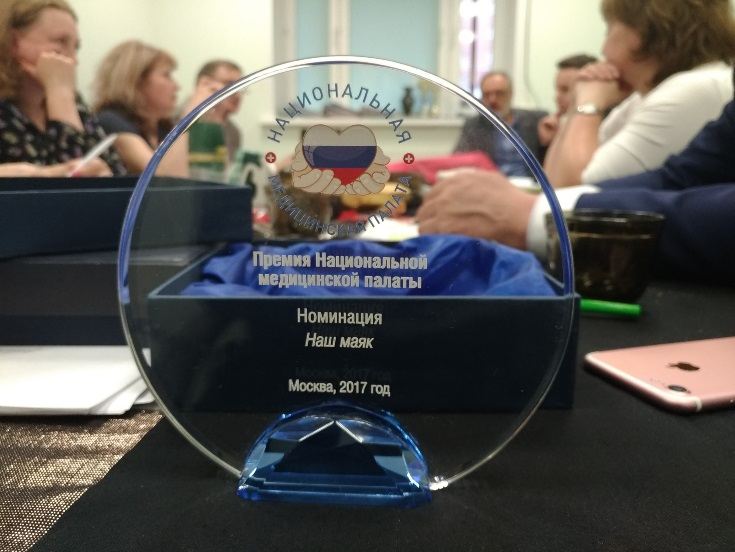 НАЦИОНАЛЬНАЯ
МЕДИЦИНСКАЯ ПАЛАТА
Премия Национальной
медицинской палаты
Номинация
Наш маяк
Москва, 2017 год